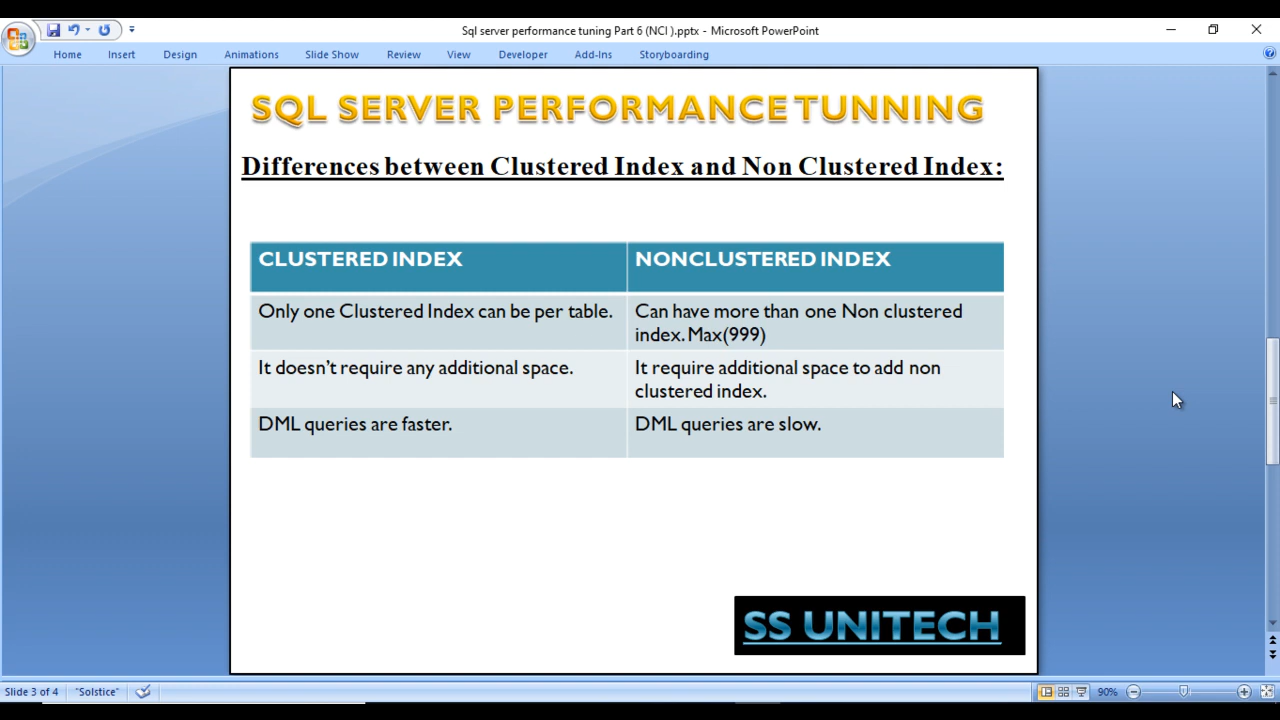 Sql server performance tuning Part 6 (NCI ).pptx - Microsoft PowerPoint
Home Insert Design Animations Slide Show Review View Developer Add-Ins Storyboarding
SQL SERVER PERFORMANCE TUNNING
Differences between Clustered Index and Non Clustered Index:
CLUSTERED INDEX
NONCLUSTERED INDEX
Only one Clustered Index can be per table.
Can have more than one Non clustered
index. Max(999)
It doesn't require any additional space.
It require additional space to add non
clustered index.
DML queries are faster.
DML queries are slow.
SS UNITECH
Slide 3 of 4 "Solstice" 90%